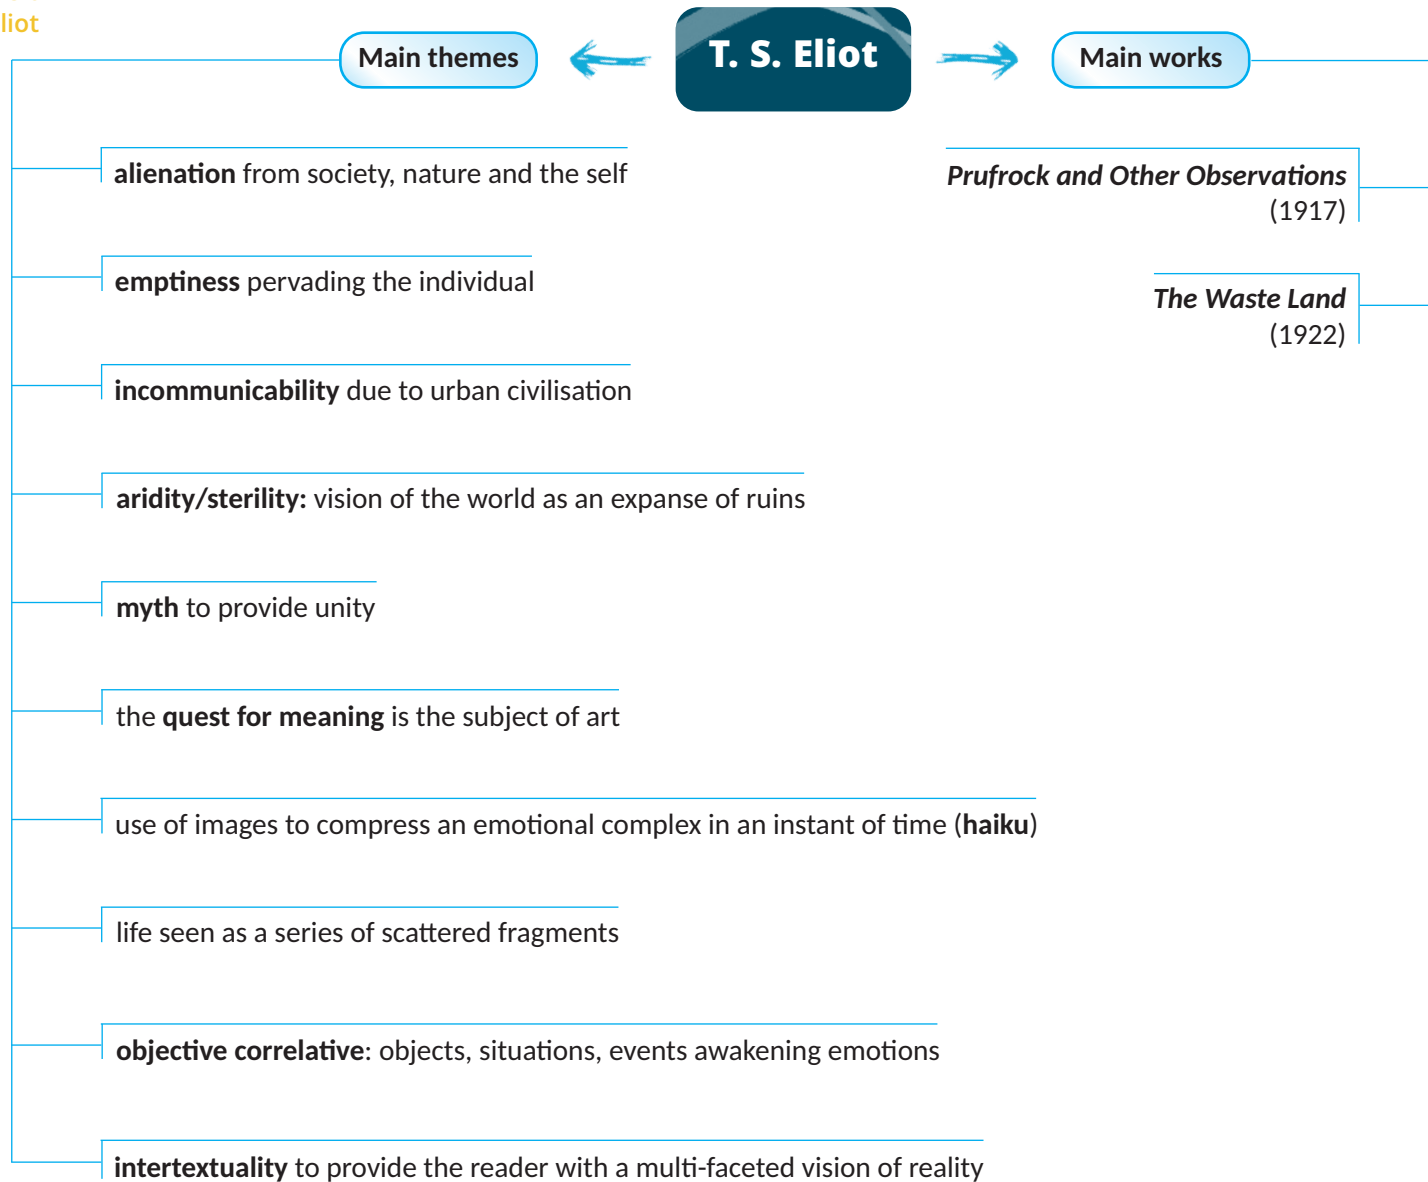 liot
T. S. Eliot
Main themes
alienation from society, nature and the self
emptiness pervading the individual
incommunicability due to urban civilisation
aridity/sterility: vision of the world as an expanse of ruins
myth to provide unity
the quest for meaning is the subject of art
use of images to compress an emotional complex in an instant of time (haiku)
life seen as a series of scattered fragments
objective correlative: objects, situations, events awakening emotions
intertextuality to provide the reader with a multi-faceted vision of reality
Main works
Prufrock and Other Observations
(1917)
The Waste Land
(1922)